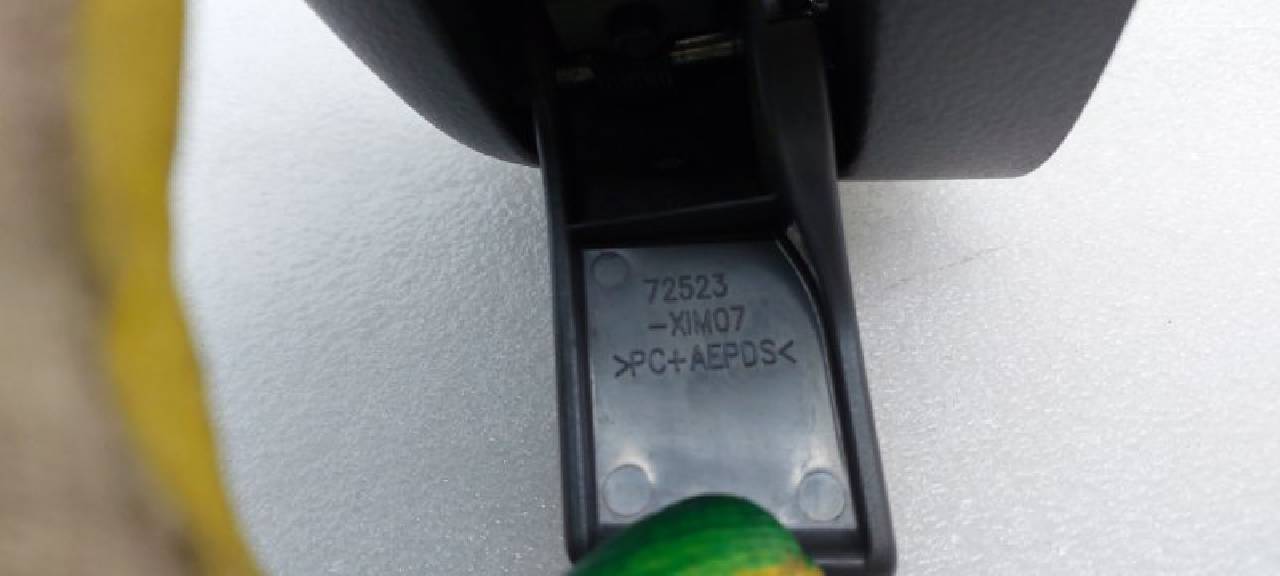 72523
-XIM07
>PC+AEPDS<